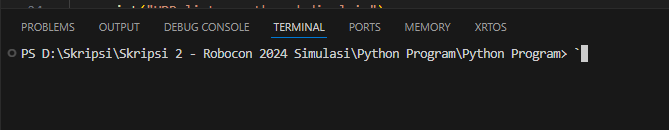 PROBLEMS OUTPUT DEBUG CONSOLE TERMINAL PORTS MEMORY XRTOS
PS D:\Skripsi\Skripsi 2 - Robocon 2024 Simulasi\Python Program\Python Program> `